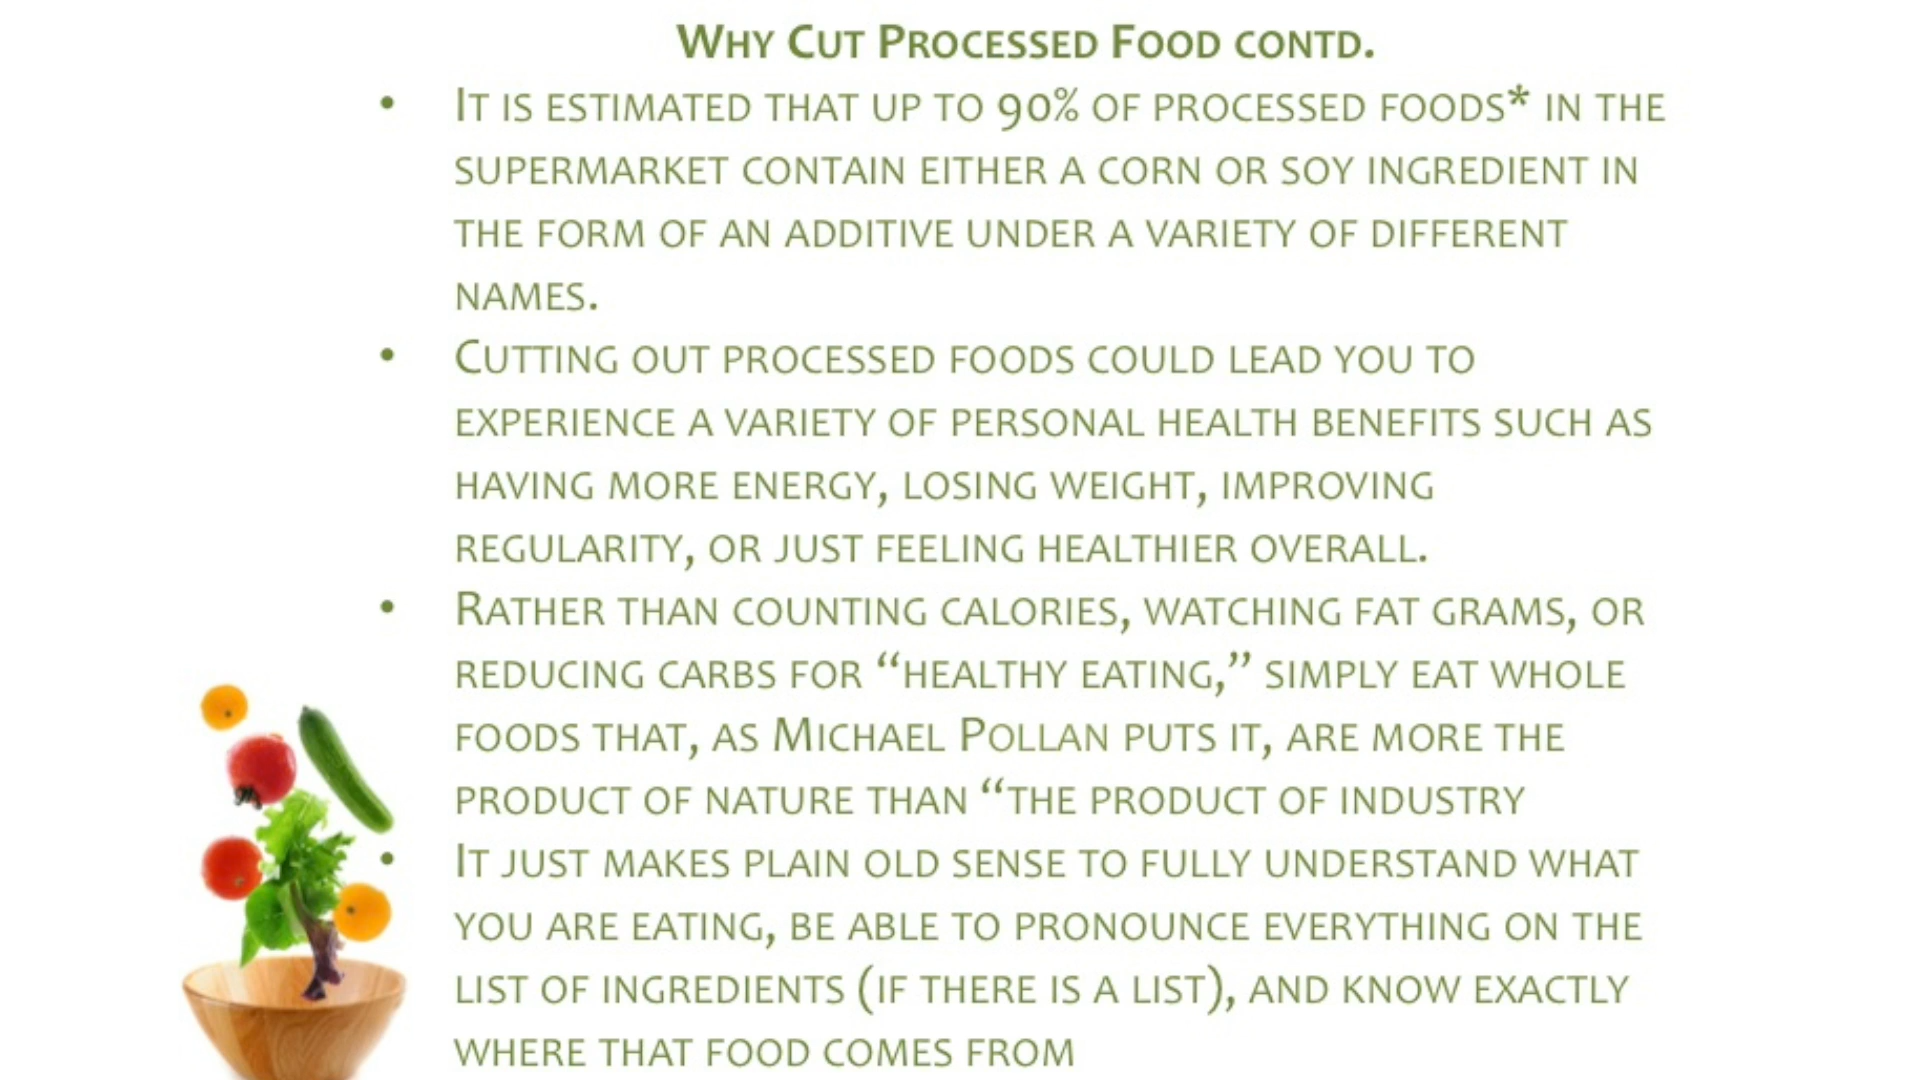 Why Cut Processed Food contd.
• It is estimated that up to 90% of processed foods* in the
supermarket contain either a corn or soy ingredient in
the form of an additive under a variety of different
names.
• Cutting out processed foods could lead you to
experience a variety of personal health benefits such as
having more energy, losing weight, improving
regularity, or just feeling healthier overall.
• Rather than counting calories, watching fat grams, or
reducing carbs for “healthy eating,” simply eat whole
foods that, as Michael Pollan puts it, are more the
product of nature than “the product of industry
• It just makes plain old sense to fully understand what
you are eating, be able to pronounce everything on the
list of ingredients (if there is a list), and know exactly
where that food comes from